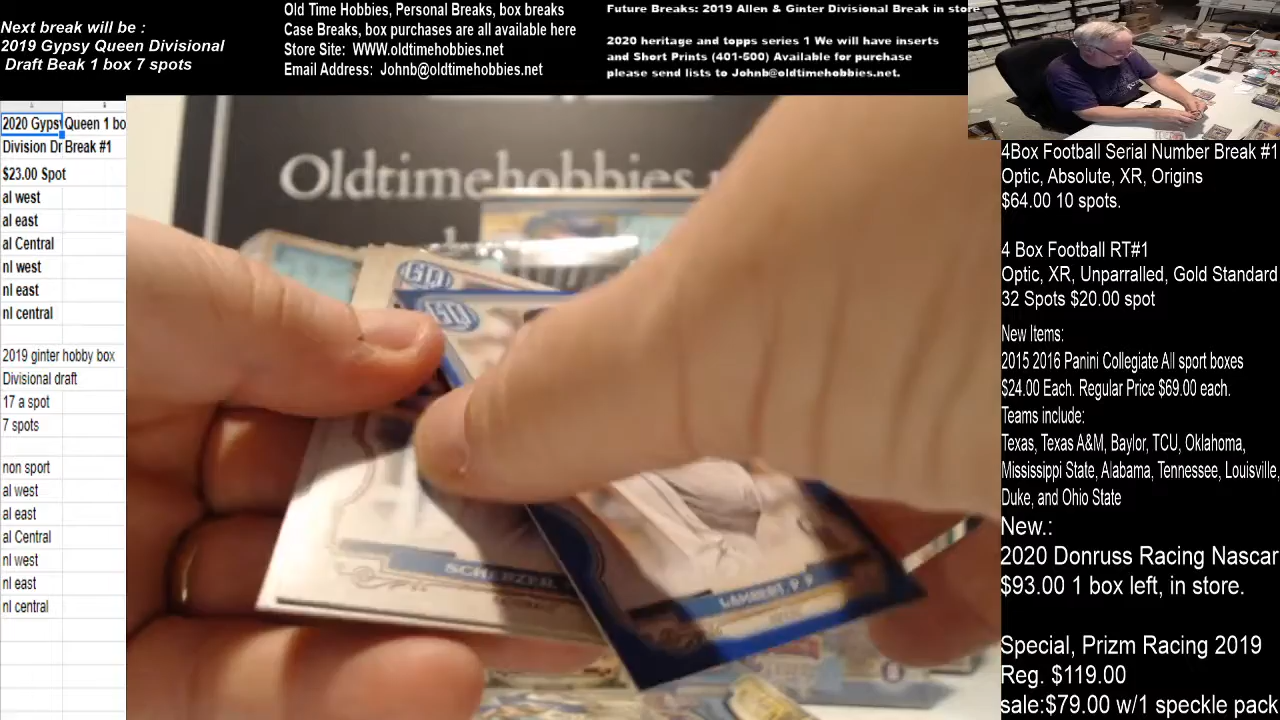 Next break will be :
2019 Gypsy Queen Divisional
Draft Beak 1 box 7 spots
Old Time Hobbies, Personal Breaks, box breaks
Case Breaks, box purchases are all available here
Store Site: WWW.oldtimehobbies.net
Email Address: Johnb@oldtimehobbies.net
Future Breaks: 2019 Allen & Ginter Divisional Break in store
2020 heritage and topps series 1 We will have inserts
and Short Prints (401-500) Available for purchase
please send lists to Johnb@oldtimehobbies.net.
2020 Gypsy Queen 1 bo
Division Dr Break #1
$23.00 Spot
al west
al east
al Central
nl west
nl east
nl central
2019 ginter hobby box
Divisional draft
17 a spot
7 spots
non sport
al west
al east
al Central
nl west
nl east
nl central
Oldtimehobbies
GQ
GQ
SCHERZER
LAMBERT
4Box Football Serial Number Break #1
Optic, Absolute, XR, Origins
$64.00 10 spots.
4 Box Football RT#1
Optic, XR, Unparralled, Gold Standard
32 Spots $20.00 spot
New Items:
2015 2016 Panini Collegiate All sport boxes
$24.00 Each. Regular Price $69.00 each.
Teams include:
Texas, Texas A&M, Baylor, TCU, Oklahoma,
Mississippi State, Alabama, Tennessee, Louisville,
Duke, and Ohio State
New.:
2020 Donruss Racing Nascar
$93.00 1 box left, in store.
Special, Prizm Racing 2019
Reg. $119.00
sale:$79.00 w/1 speckle pack